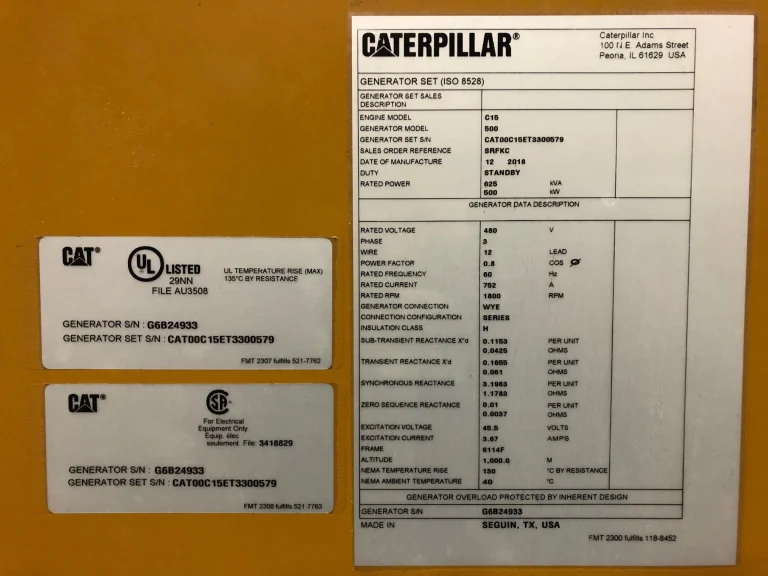 CATERPILLAR®
Caterpillar Inc
100 N.E. Adams Street
Peoria, IL 61629 USA
GENERATOR SET (ISO 8528)
GENERATOR SET SALES
DESCRIPTION
ENGINE MODEL C15
GENERATOR MODEL 500
GENERATOR SET S/N CAT00C15ET3300579
SALES ORDER REFERENCE SRFKC
DATE OF MANUFACTURE 12 2018
DUTY STANDBY
RATED POWER 625 kVA
500 kW
GENERATOR DATA DESCRIPTION
RATED VOLTAGE 480 V
PHASE 3
WIRE 12 LEAD
POWER FACTOR 0.8 COS Ø
RATED FREQUENCY 60 Hz
RATED CURRENT 752 A
RATED RPM 1800 RPM
GENERATOR CONNECTION WYE
CONNECTION CONFIGURATION SERIES
INSULATION CLASS H
SUB-TRANSIENT REACTANCE X"d 0.1153 PER UNIT
0.0425 OHMS
TRANSIENT REACTANCE X'd 0.1655 PER UNIT
0.061 OHMS
SYNCHRONOUS REACTANCE 3.1963 PER UNIT
1.1783 OHMS
ZERO SEQUENCE REACTANCE 0.01 PER UNIT
0.0037 OHMS
EXCITATION VOLTAGE 45.5 VOLTS
EXCITATION CURRENT 3.67 AMPS
FRAME 6114F
ALTITUDE 1,000.0 M
NEMA TEMPERATURE RISE 130 °C BY RESISTANCE
NEMA AMBIENT TEMPERATURE 40 °C
GENERATOR OVERLOAD PROTECTED BY INHERENT DESIGN
GENERATOR S/N G6B24933
MADE IN SEGUIN, TX, USA
FMT 2300 fulfills 118-8452
CAT®
UL LISTED
29NN
FILE AU3508
UL TEMPERATURE RISE (MAX)
136°C BY RESISTANCE
GENERATOR S/N : G6B24933
GENERATOR SET S/N : CAT00C15ET3300579
FMT 2307 fulfills 521-7762
CAT®
SA®
For Electrical
Equipment Only
Équip. élec
seulement File: 3418829
GENERATOR S/N : G6B24933
GENERATOR SET S/N : CAT00C15ET3300579
FMT 2308 fulfills 521-7763